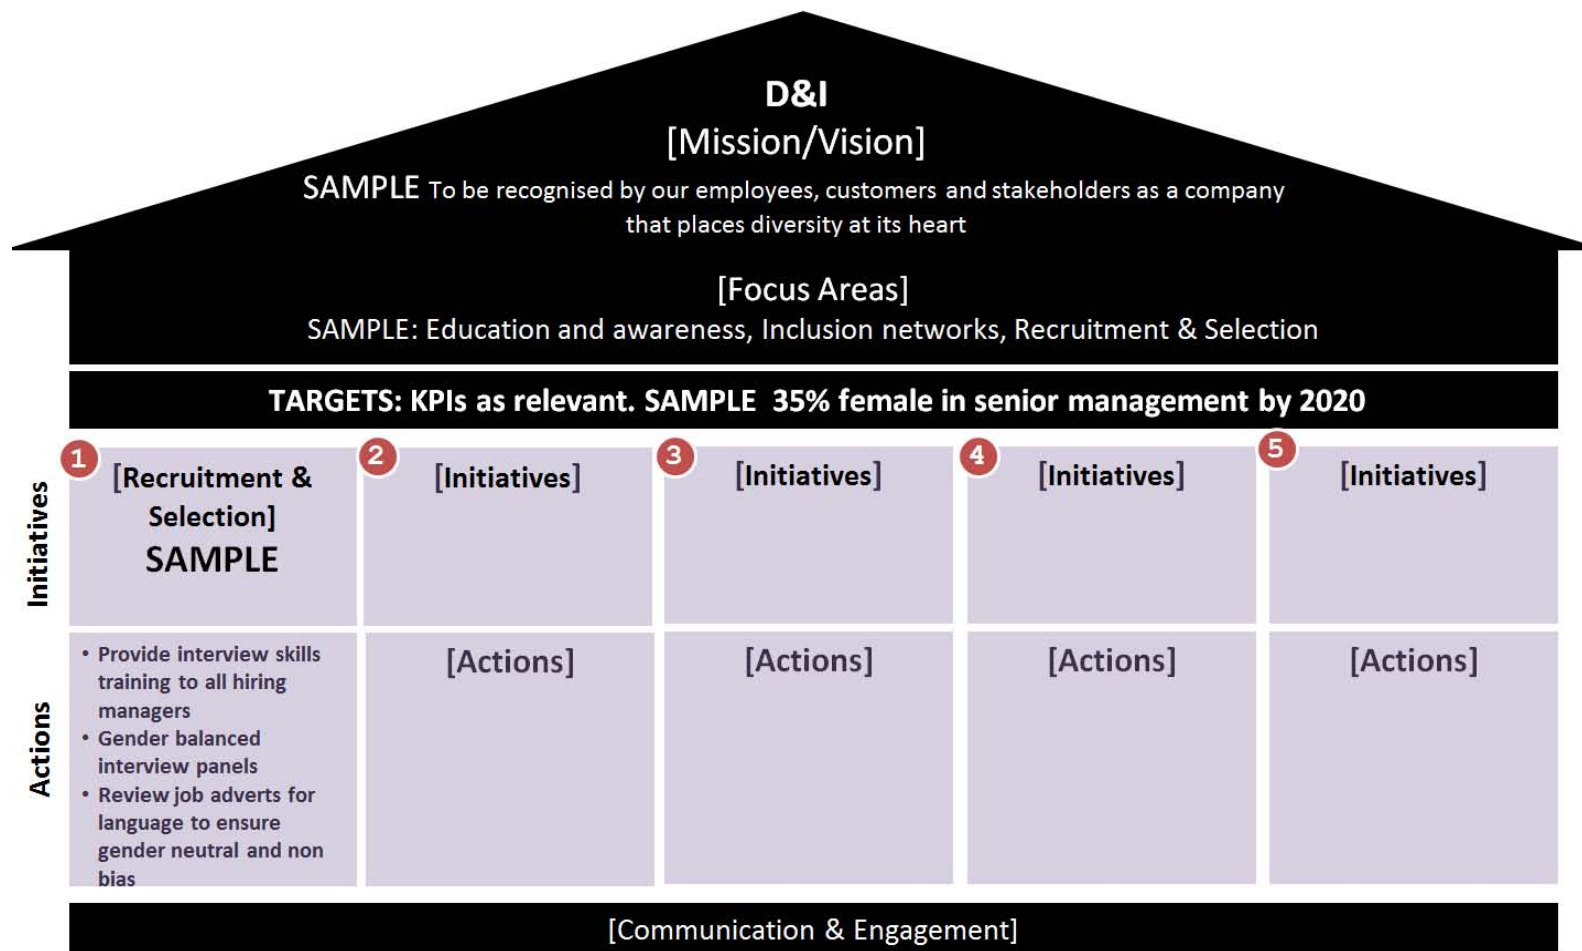 D&I
[Mission/Vision]
SAMPLE To be recognised by our employees, customers and stakeholders as a company
that places diversity at its heart
[Focus Areas]
SAMPLE: Education and awareness, Inclusion networks, Recruitment & Selection
TARGETS: KPIs as relevant. SAMPLE 35% female in senior management by 2020
Initiatives
1
[Recruitment &
Selection]
SAMPLE
2
[Initiatives]
3
[Initiatives]
4
[Initiatives]
5
[Initiatives]
Actions
• Provide interview skills
training to all hiring
managers
• Gender balanced
interview panels
• Review job adverts for
language to ensure
gender neutral and non
bias
[Actions]
[Actions]
[Actions]
[Actions]
[Communication & Engagement]